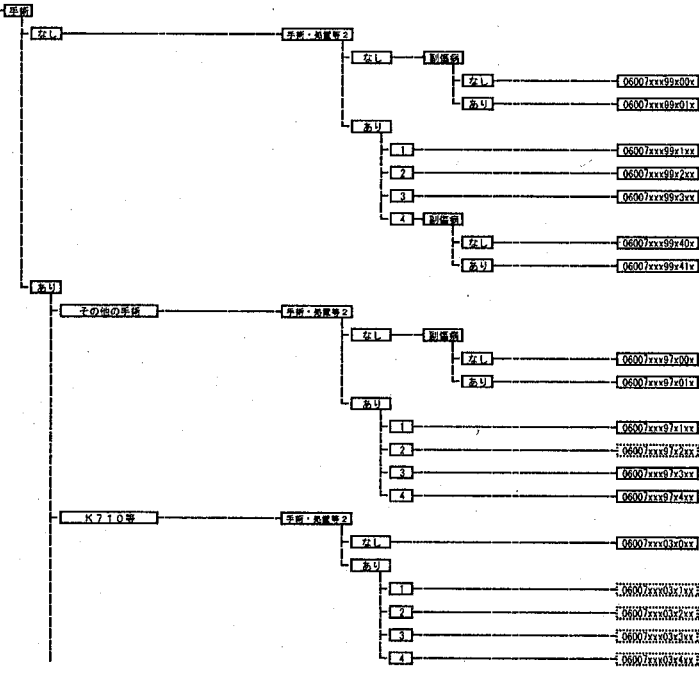 手術
なし
手術・処置等2
なし
副傷病
なし
06007xxx99x00x
あり
06007xxx99x01x
あり
1
06007xxx99x1xx
2
06007xxx99x2xx
3
06007xxx99x3xx
4
副傷病
なし
06007xxx99x40x
あり
06007xxx99x41x
あり
その他の手術
手術・処置等2
なし
副傷病
なし
06007xxx97x00x
あり
06007xxx97x01x
あり
1
06007xxx97x1xx
2
06007xxx97x2xx
3
06007xxx97x3xx
4
06007xxx97x4xx
K710等
手術・処置等2
なし
06007xxx03x0xx
あり
1
06007xxx03x1xx
2
06007xxx03x2xx
3
06007xxx03x3xx
4
06007xxx03x4xx